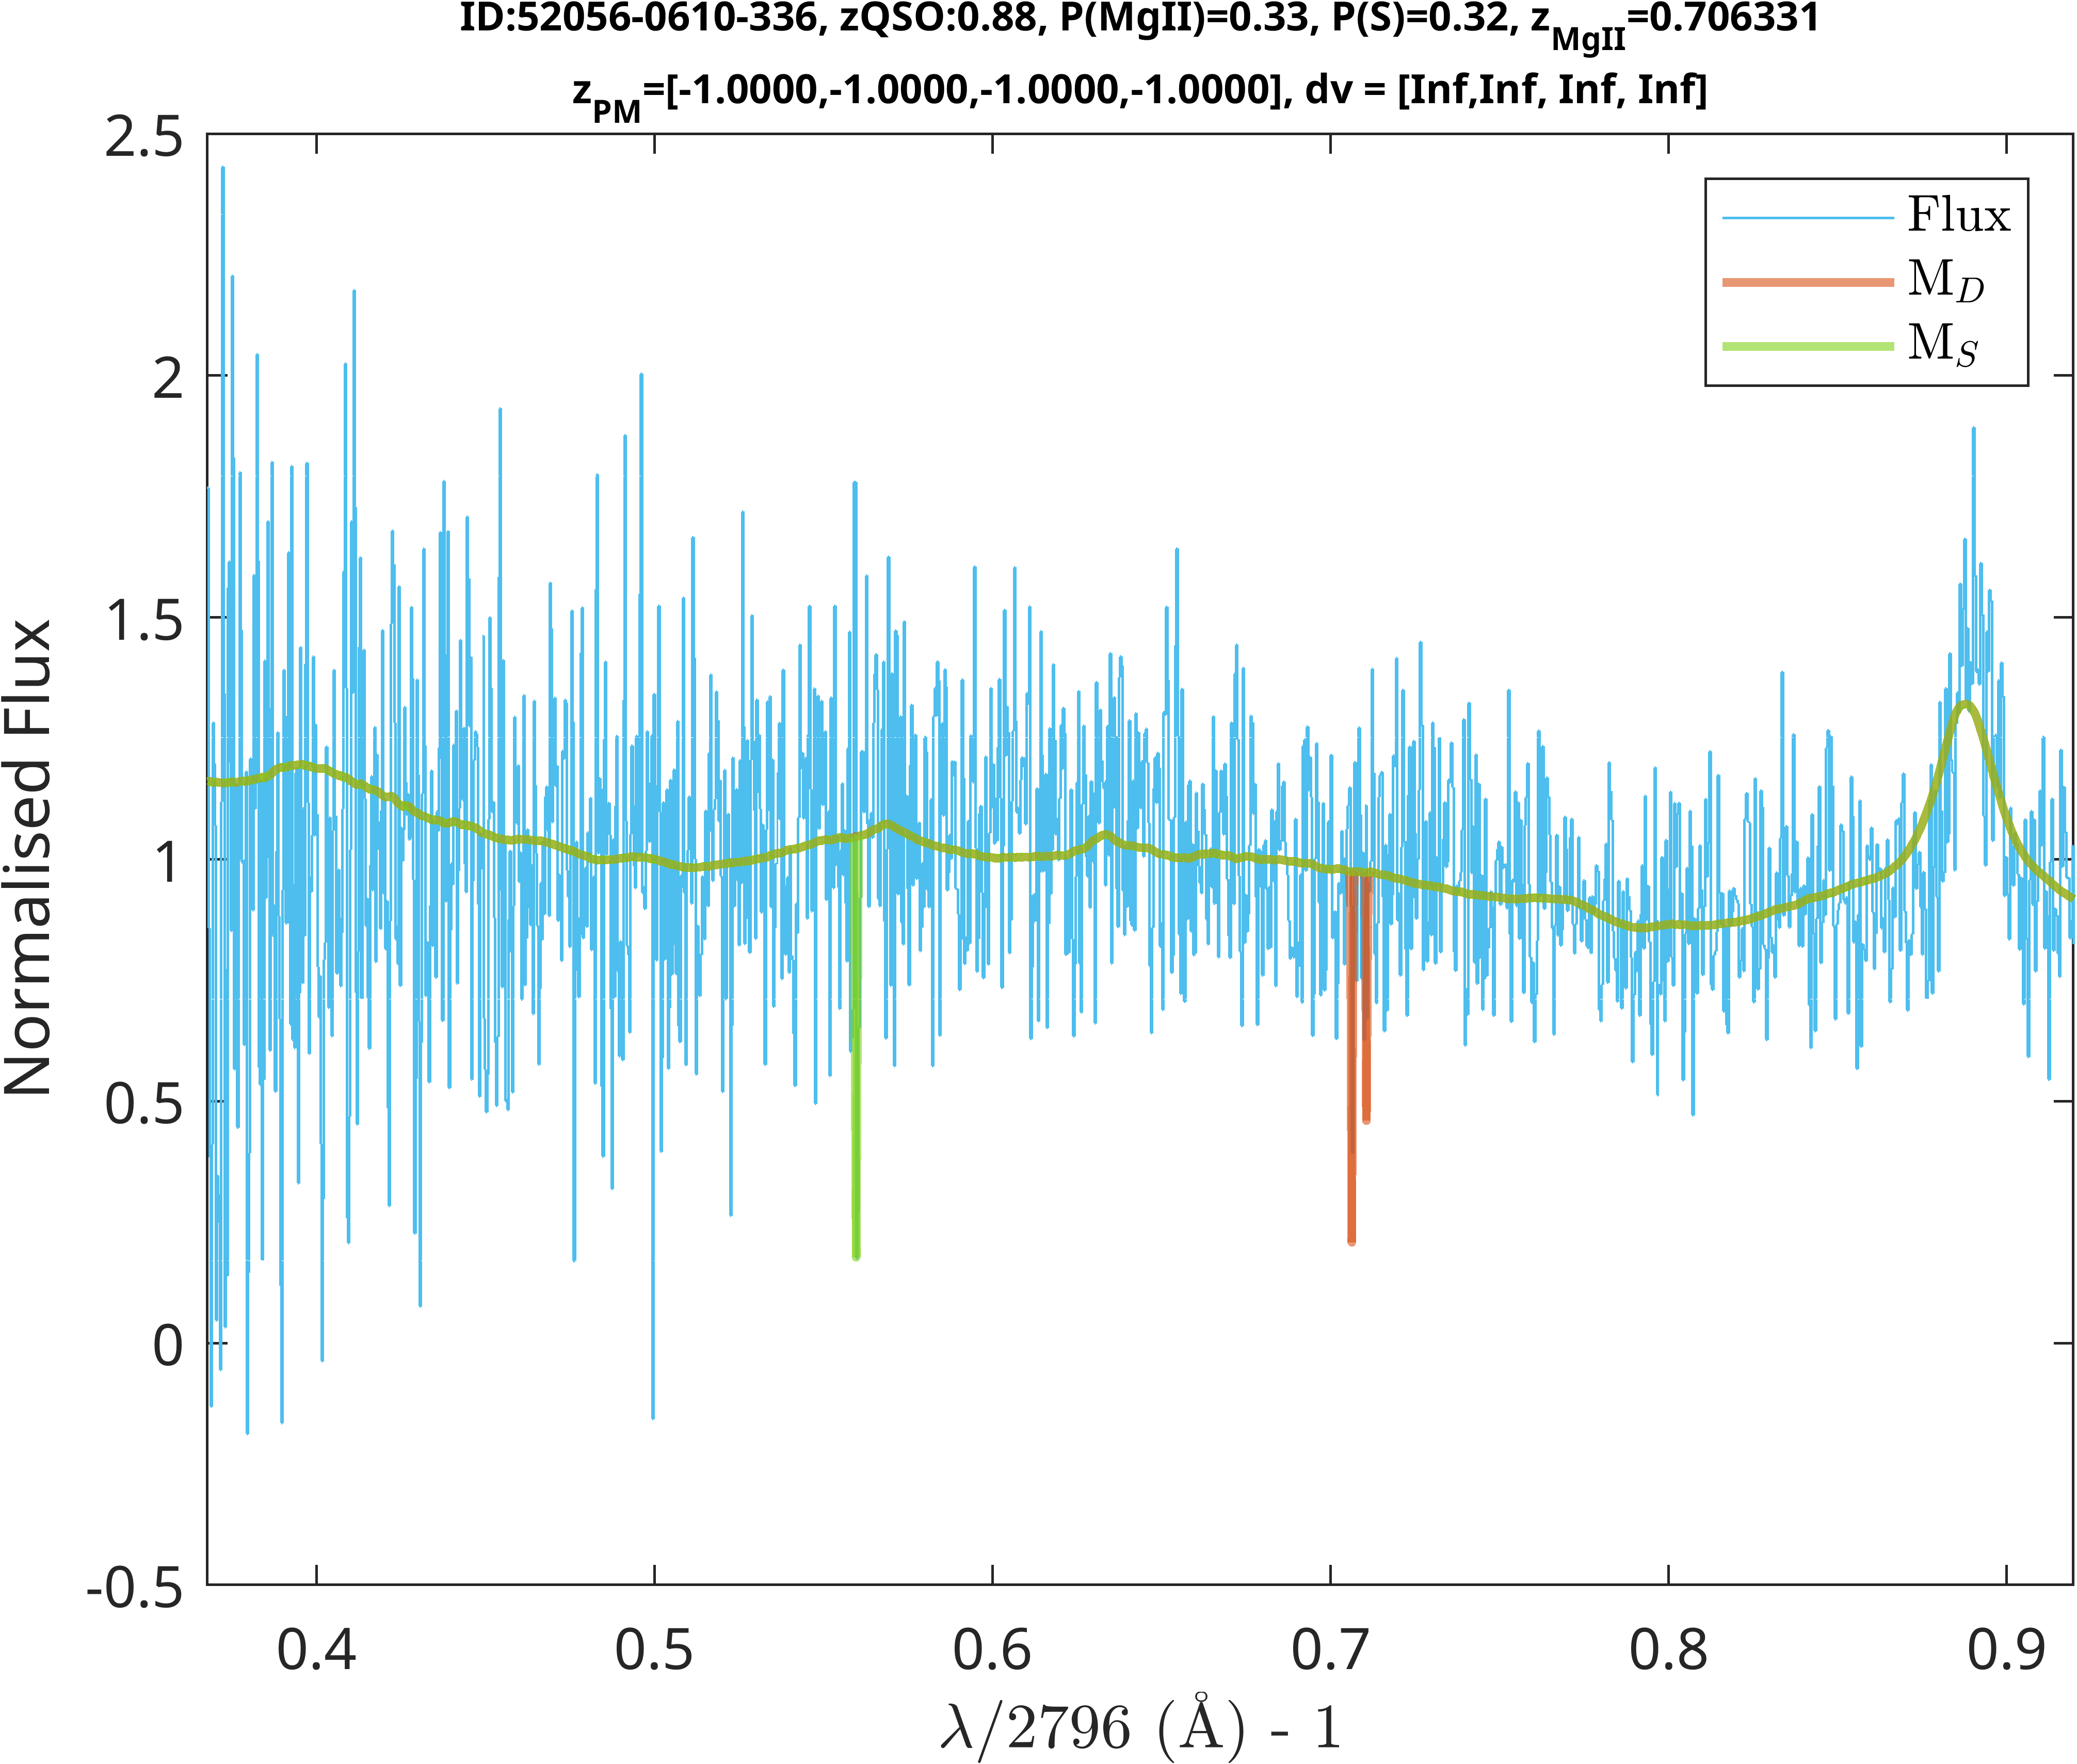 ID:52056-0610-336, zQSO:0.88, P(MgII)=0.33, P(S)=0.32, zMgII=0.706331
zPM=[-1.0000,-1.0000,-1.0000,-1.0000], dv = [Inf,Inf, Inf, Inf]
2.5
2
1.5
1
0.5
0
-0.5
Normalised Flux
Flux
MD
MS
0.4 0.5 0.6 0.7 0.8 0.9
λ/2796 (Å) - 1